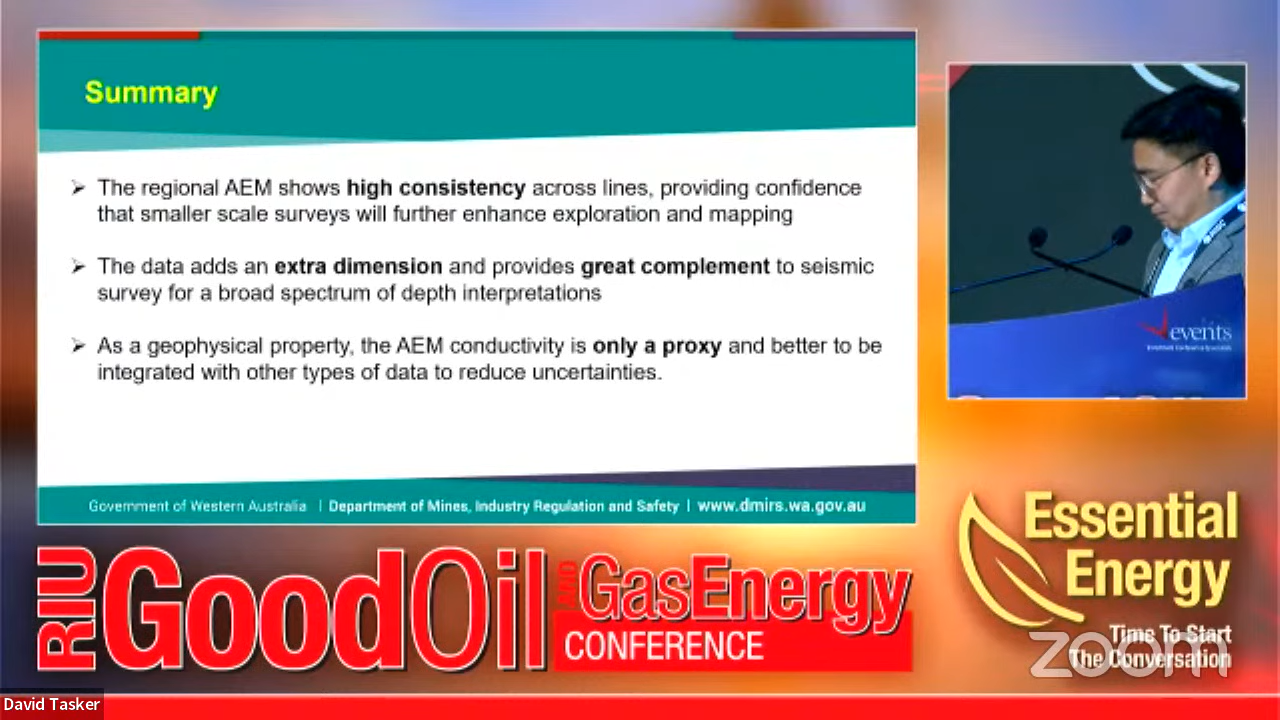 Summary
➢ The regional AEM shows high consistency across lines, providing confidence
that smaller scale surveys will further enhance exploration and mapping
➢ The data adds an extra dimension and provides great complement to seismic
survey for a broad spectrum of depth interpretations
➢ As a geophysical property, the AEM conductivity is only a proxy and better to be
integrated with other types of data to reduce uncertainties.
Government of Western Australia | Department of Mines, Industry Regulation and Safety | www.dmirs.wa.gov.au
events
RIU GoodOil AND GasEnergy
CONFERENCE
Essential
Energy
Time To Start
The Conversation
zoom
David Tasker